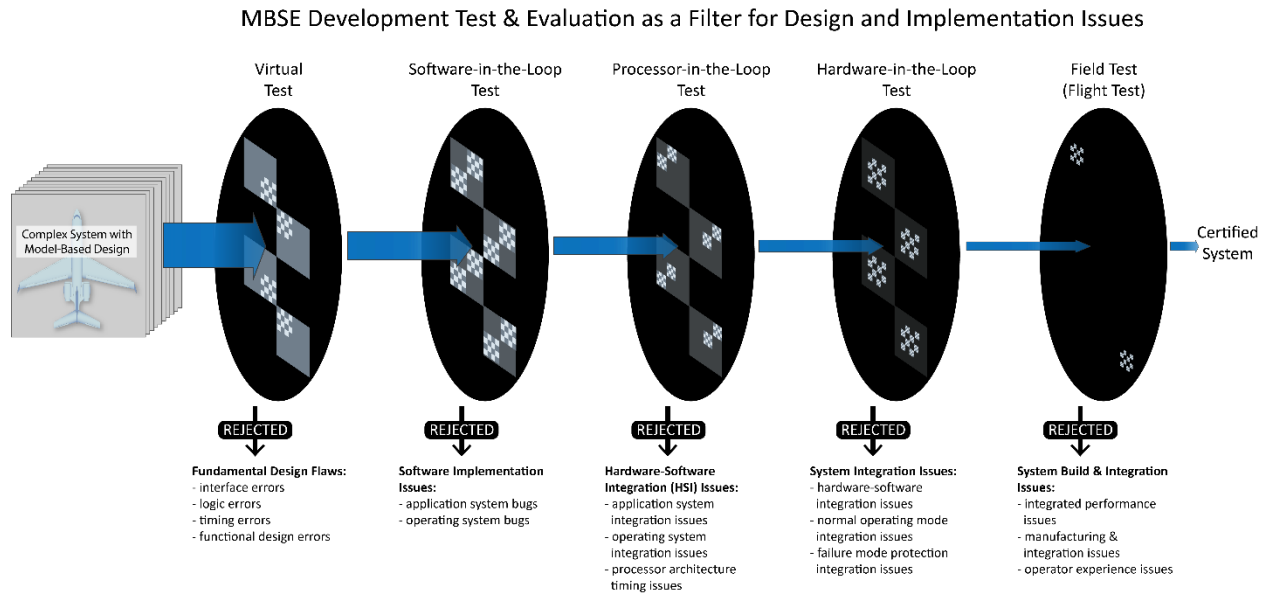 MBSE Development Test & Evaluation as a Filter for Design and Implementation Issues
Virtual
Test
Software-in-the-Loop
Test
Processor-in-the-Loop
Test
Hardware-in-the-Loop
Test
Field Test
(Flight Test)
Complex System with
Model-Based Design
Certified
System
REJECTED
REJECTED
REJECTED
REJECTED
REJECTED
Fundamental Design Flaws:
- interface errors
- logic errors
- timing errors
- functional design errors
Software Implementation
Issues:
- application system bugs
- operating system bugs
Hardware-Software
Integration (HSI) Issues:
- application system
integration issues
- operating system
integration issues
- processor architecture
timing issues
System Integration Issues:
- hardware-software
integration issues
- normal operating mode
integration issues
- failure mode protection
integration issues
System Build & Integration
Issues:
- integrated performance
issues
- manufacturing &
integration issues
- operator experience issues